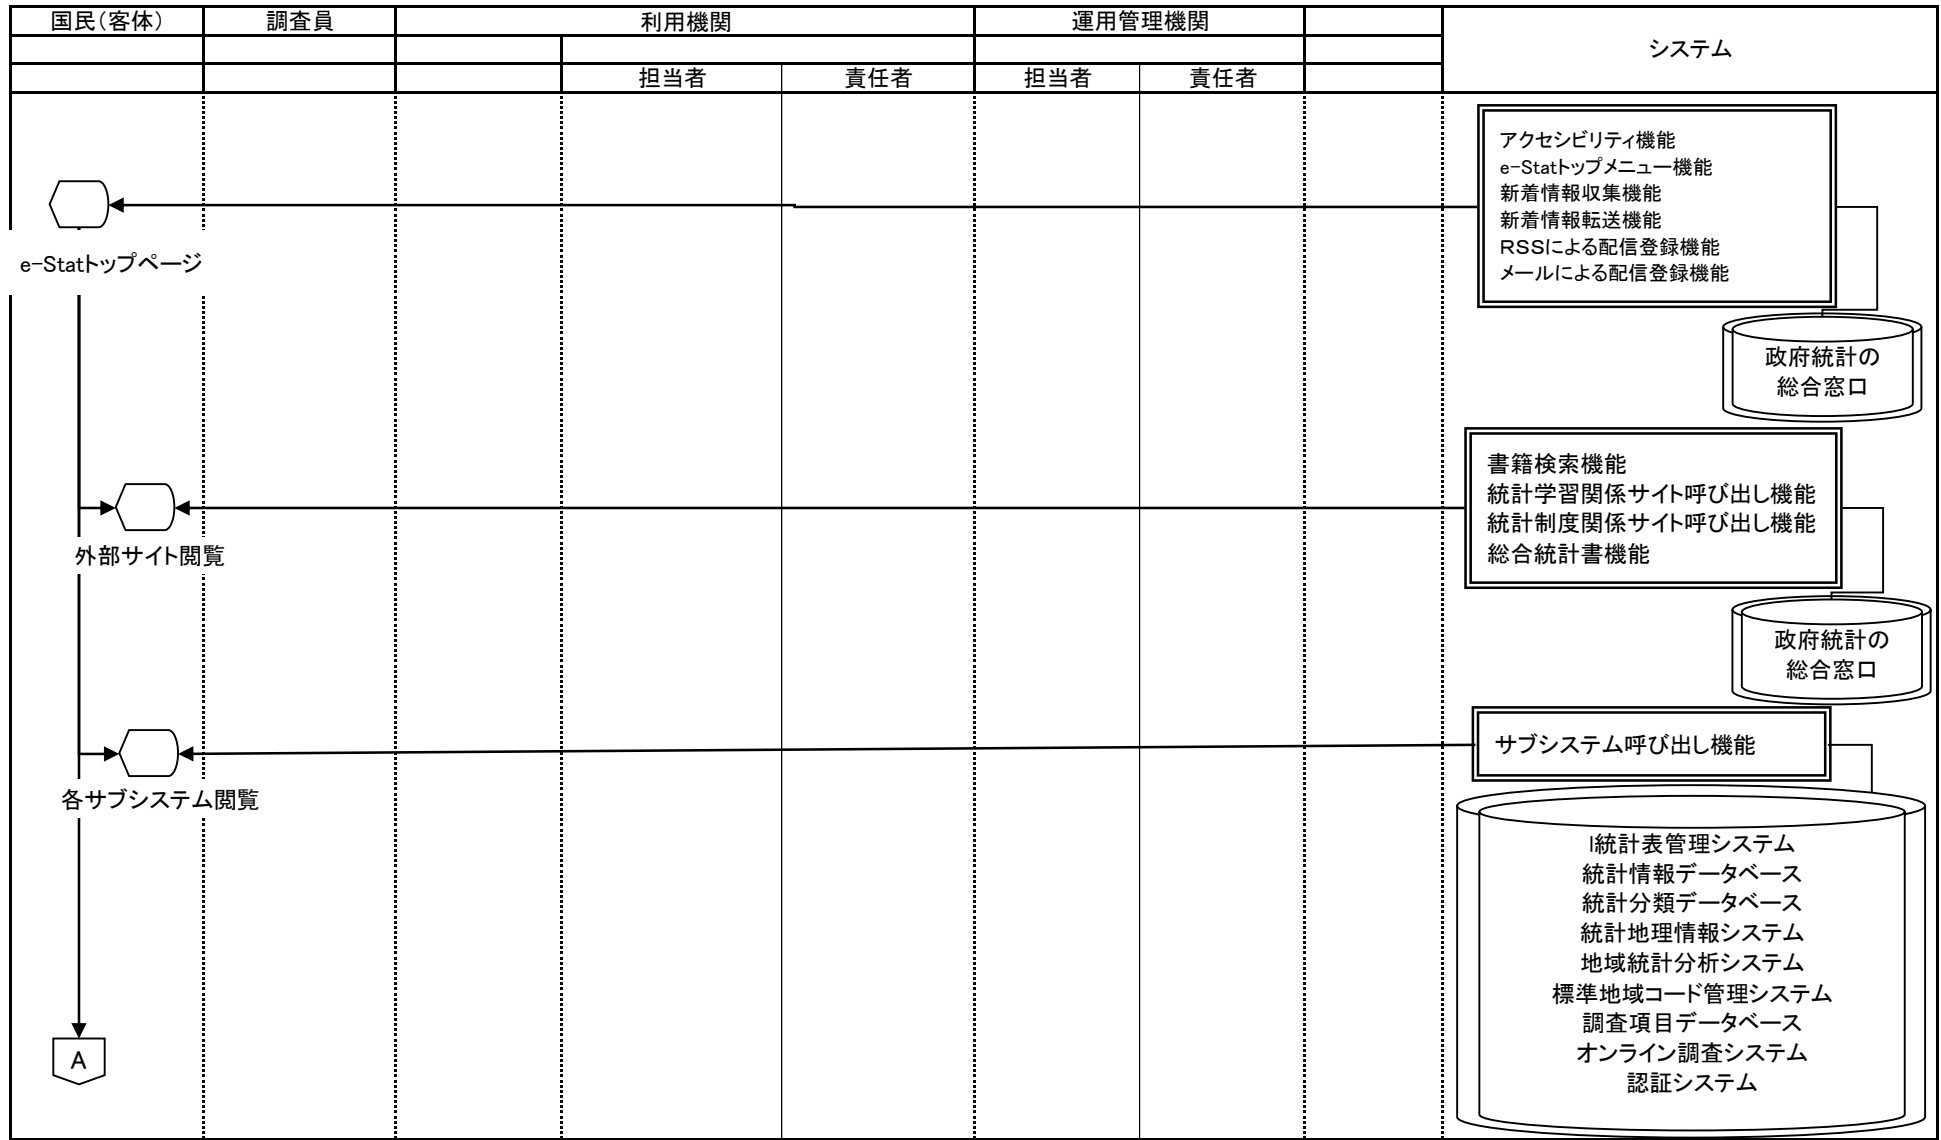 国民（客体）
調査員
利用機関
運用管理機関
システム
担当者
責任者
担当者
責任者
アクセシビリティ機能
e-Statトップメニュー機能
新着情報収集機能
新着情報転送機能
ＲＳＳによる配信登録機能
メールによる配信登録機能
e-Statトップページ
政府統計の
総合窓口
書籍検索機能
統計学習関係サイト呼び出し機能
統計制度関係サイト呼び出し機能
総合統計書機能
外部サイト閲覧
政府統計の
総合窓口
サブシステム呼び出し機能
各サブシステム閲覧
l統計表管理システム
統計情報データベース
統計分類データベース
統計地理情報システム
地域統計分析システム
標準地域コード管理システム
調査項目データベース
オンライン調査システム
認証システム
A